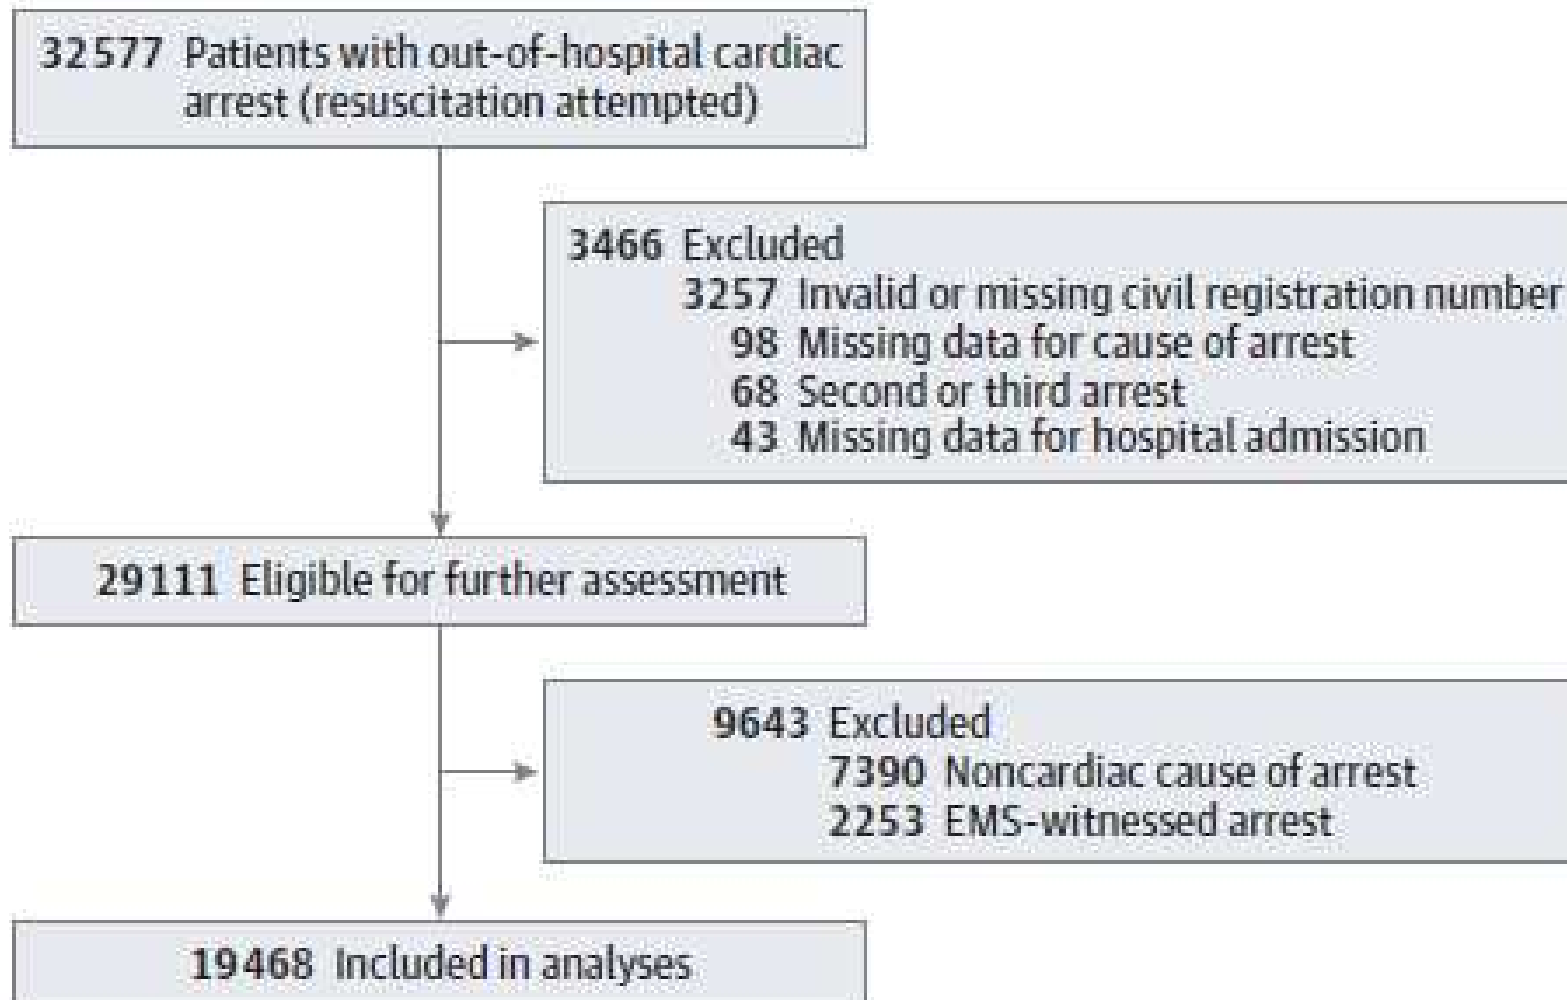 32577 Patients with out-of-hospital cardiac
arrest (resuscitation attempted)
3466 Excluded
3257 Invalid or missing civil registration number
98 Missing data for cause of arrest
68 Second or third arrest
43 Missing data for hospital admission
29111 Eligible for further assessment
9643 Excluded
7390 Noncardiac cause of arrest
2253 EMS-witnessed arrest
19468 Included in analyses